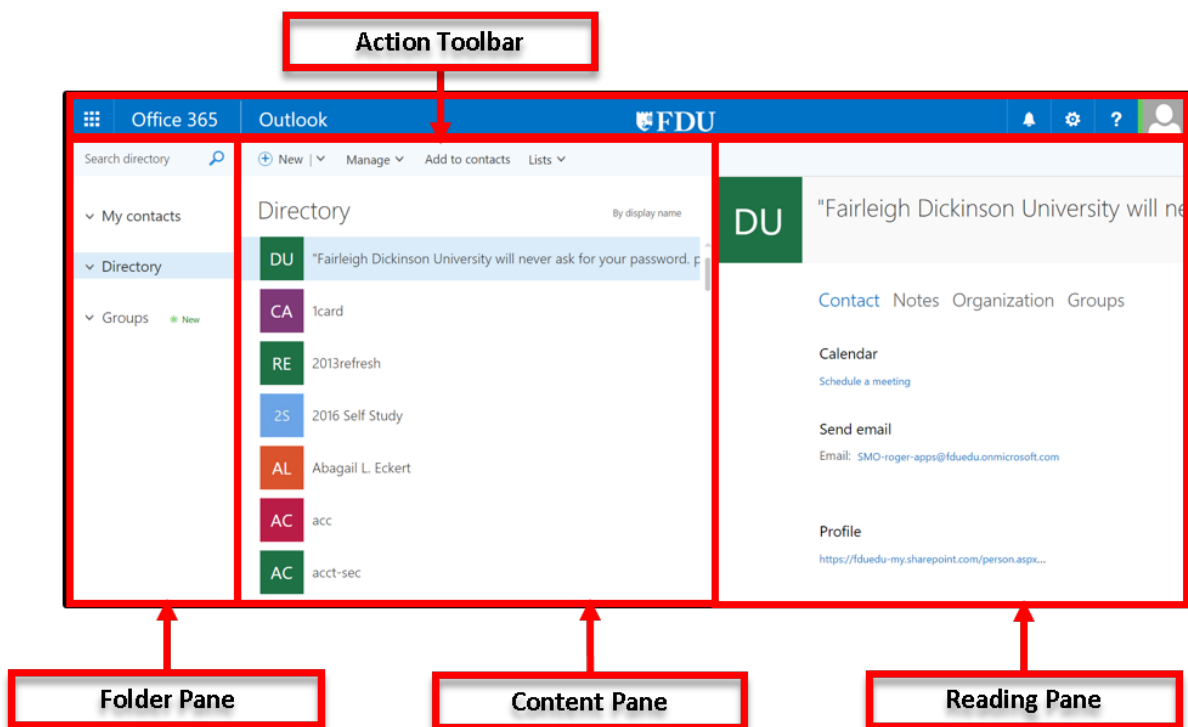 Action Toolbar
Office 365
Outlook
FDU
?
Search directory
New
Manage
Add to contacts
Lists
My contacts
Directory
Groups
New
Directory
By display name
DU
"Fairleigh Dickinson University will never ask for your password. p
CA
1card
RE
2013refresh
2S
2016 Self Study
AL
Abagail L. Eckert
AC
acc
AC
acct-sec
DU
"Fairleigh Dickinson University will ne
Contact Notes Organization Groups
Calendar
Schedule a meeting
Send email
Email: SMO-roger-apps@fduedu.onmicrosoft.com
Profile
https://fduedu-my.sharepoint.com/person.aspx...
Folder Pane
Content Pane
Reading Pane